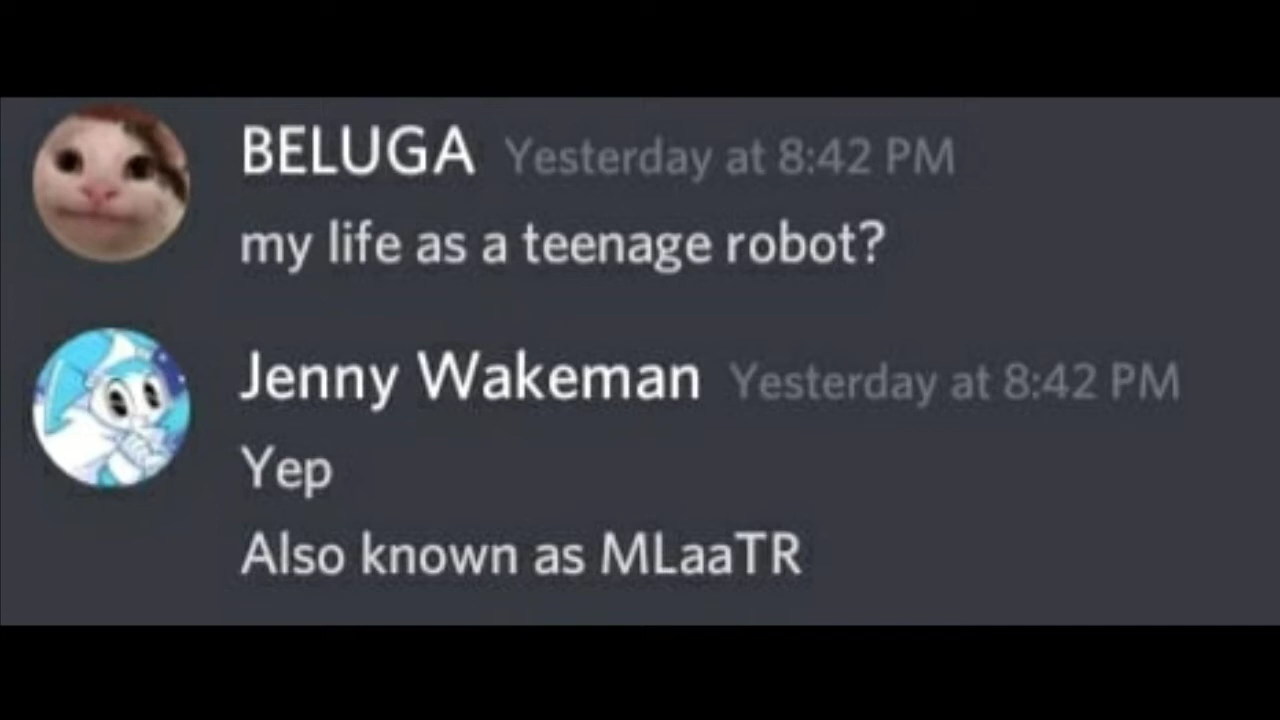 BELUGA Yesterday at 8:42 PM
my life as a teenage robot?
Jenny Wakeman Yesterday at 8:42 PM
Yep
Also known as MLaaTR